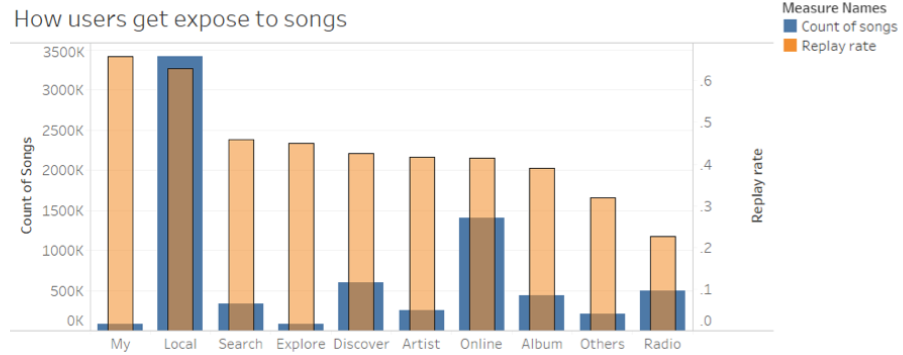 How users get expose to songs
Measure Names
Count of songs
Replay rate
3500K
3000K
2500K
2000K
1500K
1000K
500K
0K
Count of Songs
.6
.5
.4
.3
.2
.1
.0
Replay rate
My Local Search Explore Discover Artist Online Album Others Radio